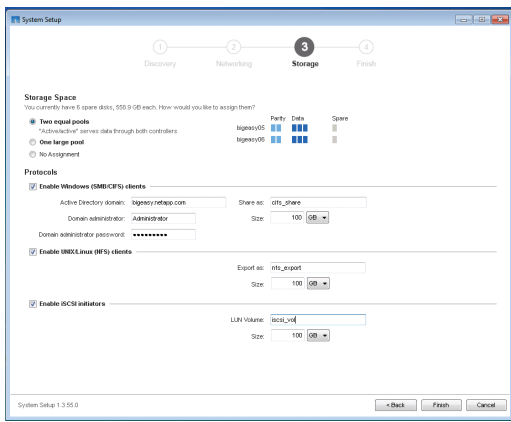 System Setup
1 2 3 4
Discovery Networking Storage Finish
Storage Space
You currently have 6 spare disks, 558.9 GB each. How would you like to assign them?
Two equal pools
"Active/active" serves data through both controllers
One large pool
No Assignment
Parity Data Spare
bigeasy05
bigeasy06
Protocols
Enable Windows (SMB/CIFS) clients
Active Directory domain: bigeasy.netapp.com Share as: cifs_share
Domain administrator: Administrator Size: 100 GB
Domain administrator password: •••••••••
Enable UNIX/Linux (NFS) clients
Export as: nfs_export
Size: 100 GB
Enable iSCSI initiators
LUN Volume: iscsi_vol
Size: 100 GB
System Setup 1.3.55.0 < Back Finish Cancel